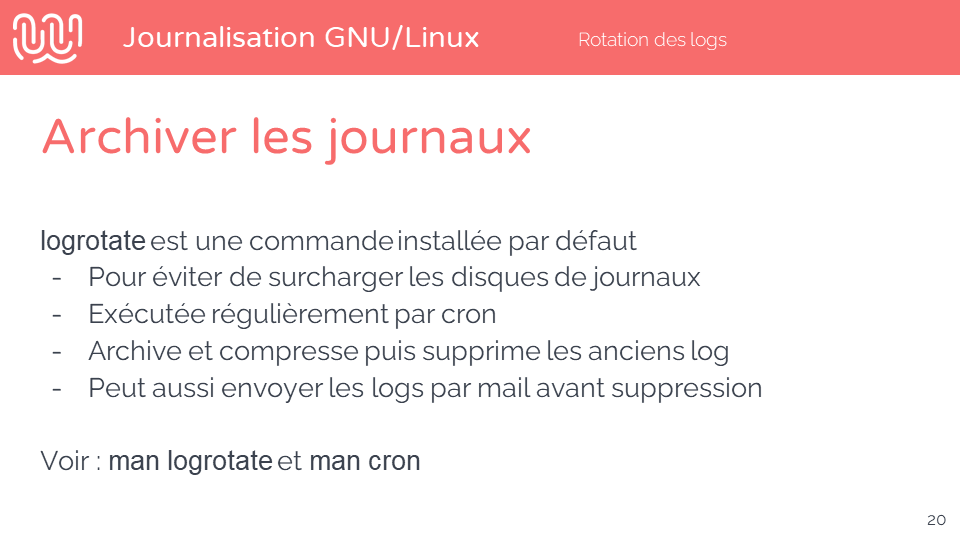 Journalisation GNU/Linux
Rotation des logs
Archiver les journaux
logrotate est une commande installée par défaut
- Pour éviter de surcharger les disques de journaux
- Exécutée régulièrement par cron
- Archive et compresse puis supprime les anciens log
- Peut aussi envoyer les logs par mail avant suppression
Voir : man logrotate et man cron
20